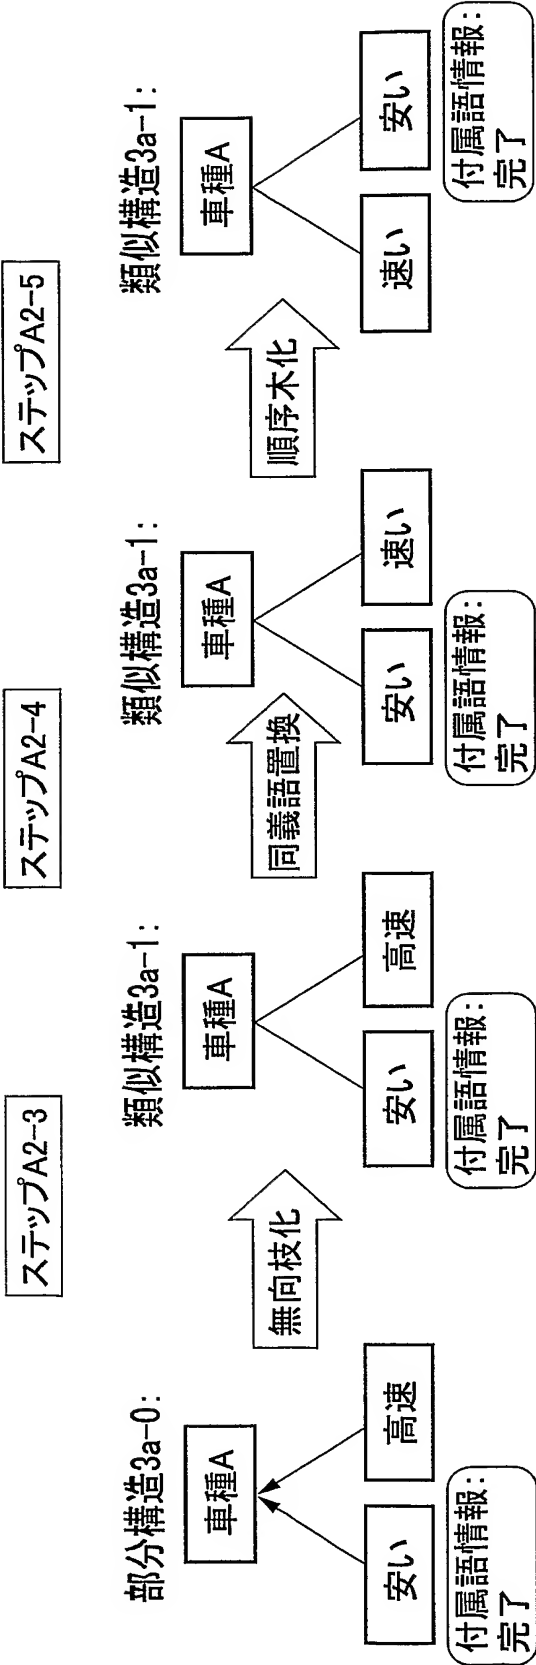 ステップA2-3
ステップA2-4
ステップA2-5
部分構造3a-0:
車種A
安い
高速
付属語情報:
完了
無向枝化
類似構造3a-1:
車種A
安い
高速
付属語情報:
完了
同義語置換
類似構造3a-1:
車種A
安い
速い
付属語情報:
完了
順序木化
類似構造3a-1:
車種A
速い
安い
付属語情報:
完了